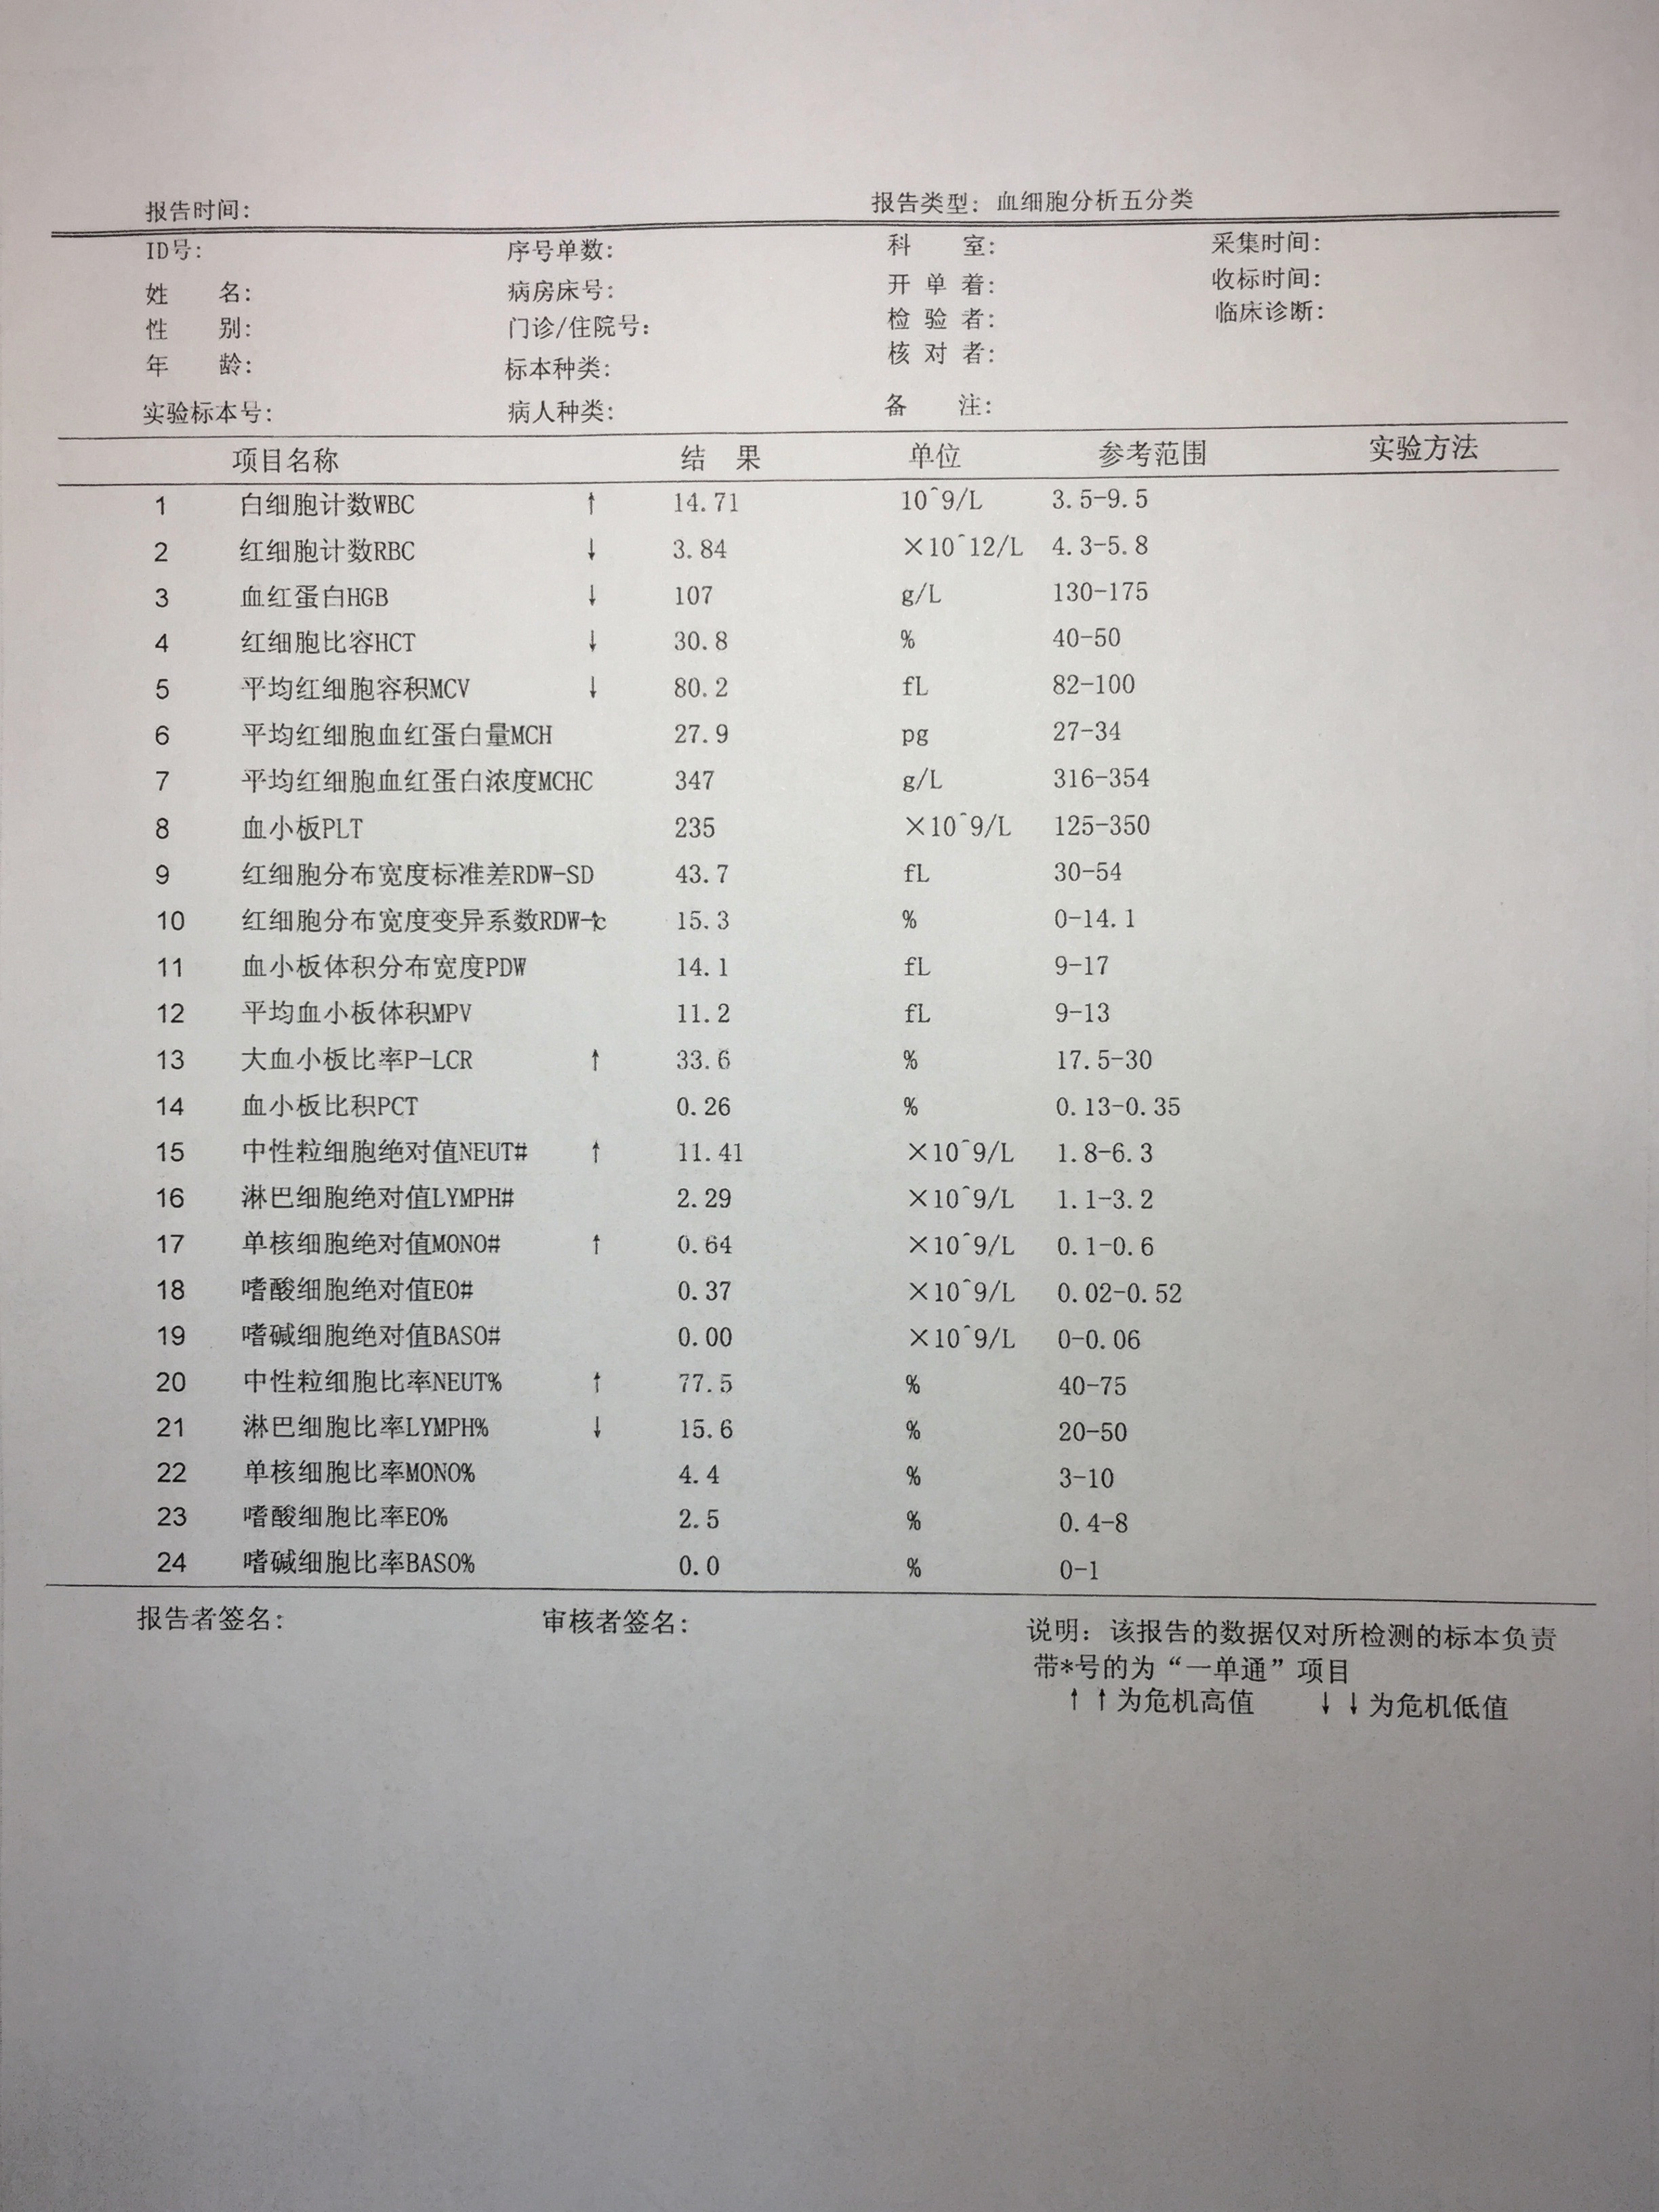 报告时间: 报告类型: 血细胞分析五分类
ID号: 序号单数: 科 室: 采集时间:
姓 名: 病房床号: 开 单 着: 收标时间:
性 别: 门诊/住院号: 检 验 者: 临床诊断:
年 龄: 标本种类: 核 对 者:
实验标本号: 病人种类: 备 注:
项目名称 结 果 单位 参考范围 实验方法
1 白细胞计数WBC ↑ 14.71 10^9/L 3.5-9.5
2 红细胞计数RBC ↓ 3.84 ×10^12/L 4.3-5.8
3 血红蛋白HGB ↓ 107 g/L 130-175
4 红细胞比容HCT ↓ 30.8 % 40-50
5 平均红细胞容积MCV ↓ 80.2 fL 82-100
6 平均红细胞血红蛋白量MCH 27.9 pg 27-34
7 平均红细胞血红蛋白浓度MCHC 347 g/L 316-354
8 血小板PLT 235 ×10^9/L 125-350
9 红细胞分布宽度标准差RDW-SD 43.7 fL 30-54
10 红细胞分布宽度变异系数RDW-↑c 15.3 % 0-14.1
11 血小板体积分布宽度PDW 14.1 fL 9-17
12 平均血小板体积MPV 11.2 fL 9-13
13 大血小板比率P-LCR ↑ 33.6 % 17.5-30
14 血小板比积PCT 0.26 % 0.13-0.35
15 中性粒细胞绝对值NEUT# ↑ 11.41 ×10^9/L 1.8-6.3
16 淋巴细胞绝对值LYMPH# 2.29 ×10^9/L 1.1-3.2
17 单核细胞绝对值MONO# ↑ 0.64 ×10^9/L 0.1-0.6
18 嗜酸细胞绝对值EO# 0.37 ×10^9/L 0.02-0.52
19 嗜碱细胞绝对值BASO# 0.00 ×10^9/L 0-0.06
20 中性粒细胞比率NEUT% ↑ 77.5 % 40-75
21 淋巴细胞比率LYMPH% ↓ 15.6 % 20-50
22 单核细胞比率MONO% 4.4 % 3-10
23 嗜酸细胞比率EO% 2.5 % 0.4-8
24 嗜碱细胞比率BASO% 0.0 % 0-1
报告者签名: 审核者签名: 说明: 该报告的数据仅对所检测的标本负责
带*号的为“一单通”项目
↑↑为危机高值 ↓↓为危机低值